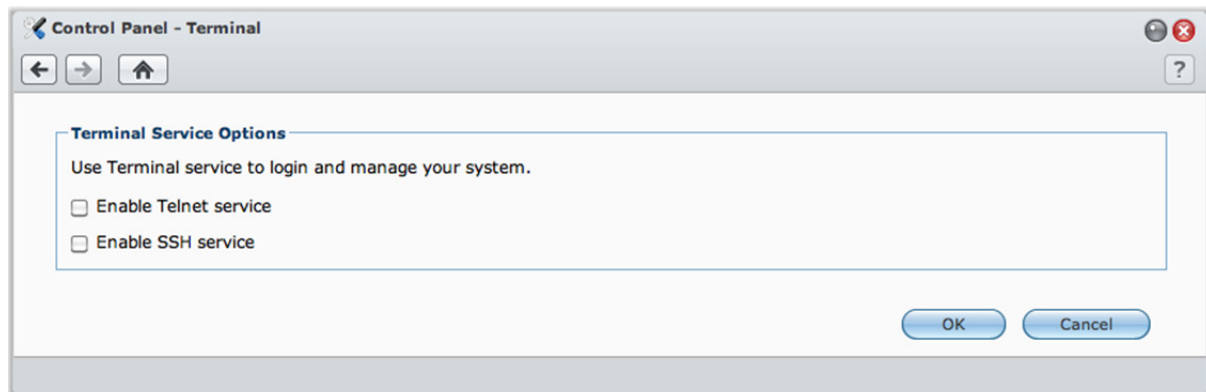 Control Panel - Terminal
?
Terminal Service Options
Use Terminal service to login and manage your system.
Enable Telnet service
Enable SSH service
OK
Cancel